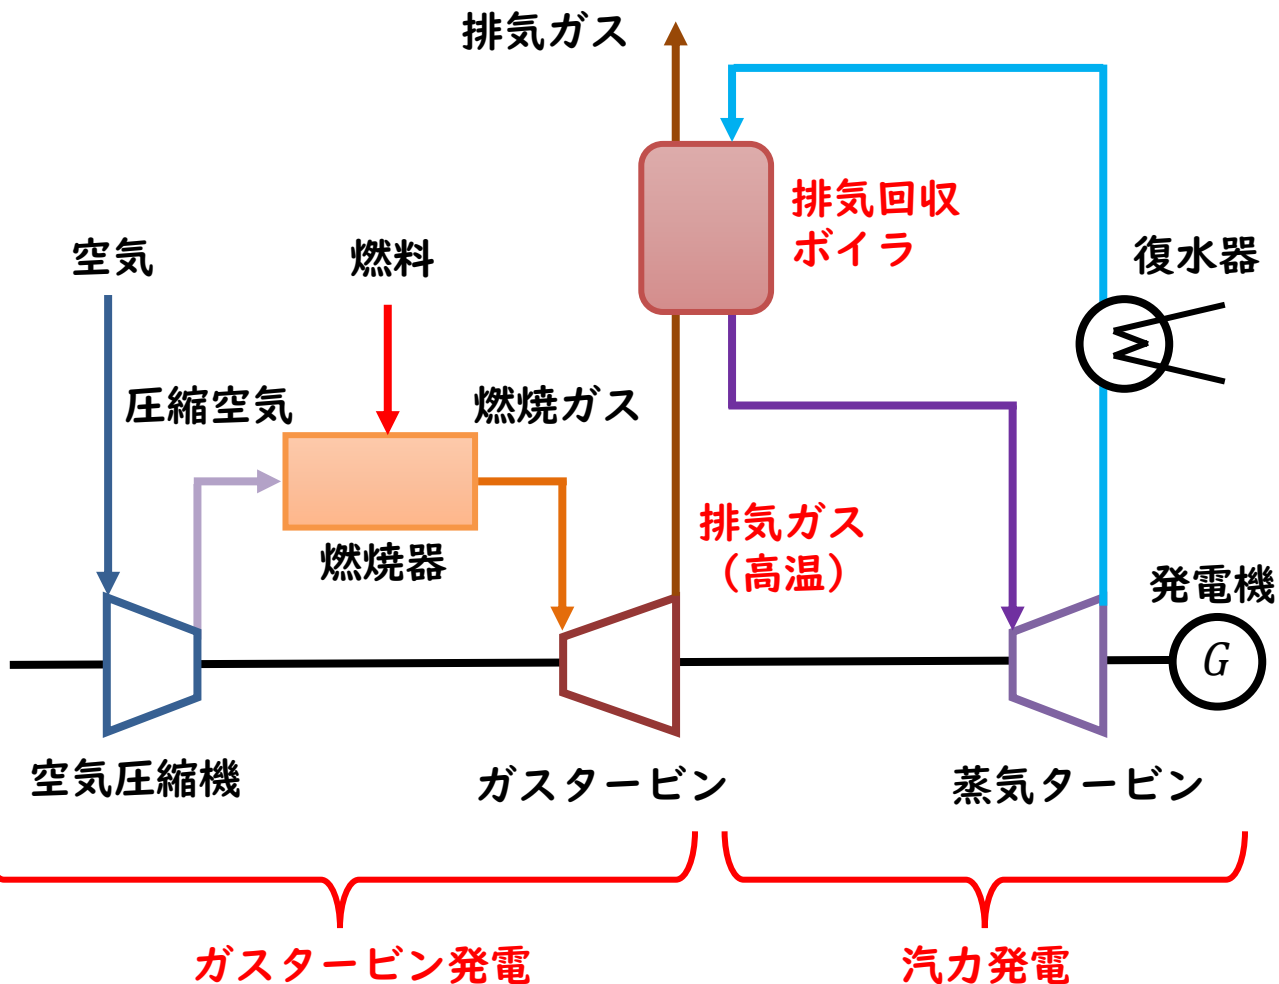 排気ガス
排気回収
ボイラ
空気
燃料
復水器
圧縮空気
燃焼ガス
排気ガス
（高温）
燃焼器
発電機
G
空気圧縮機
ガスタービン
蒸気タービン
ガスタービン発電
汽力発電